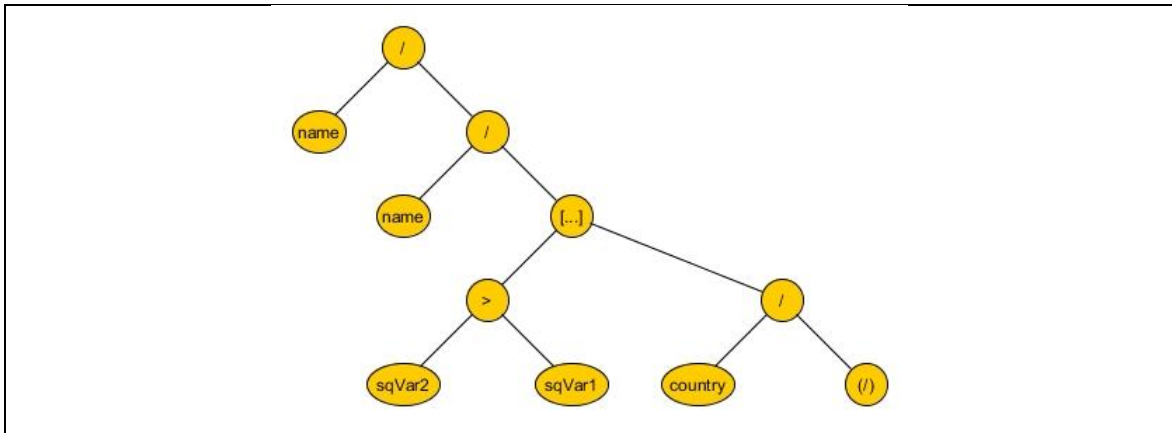 /
name /
name [...]
> /
sqVar2 sqVar1 country (/)